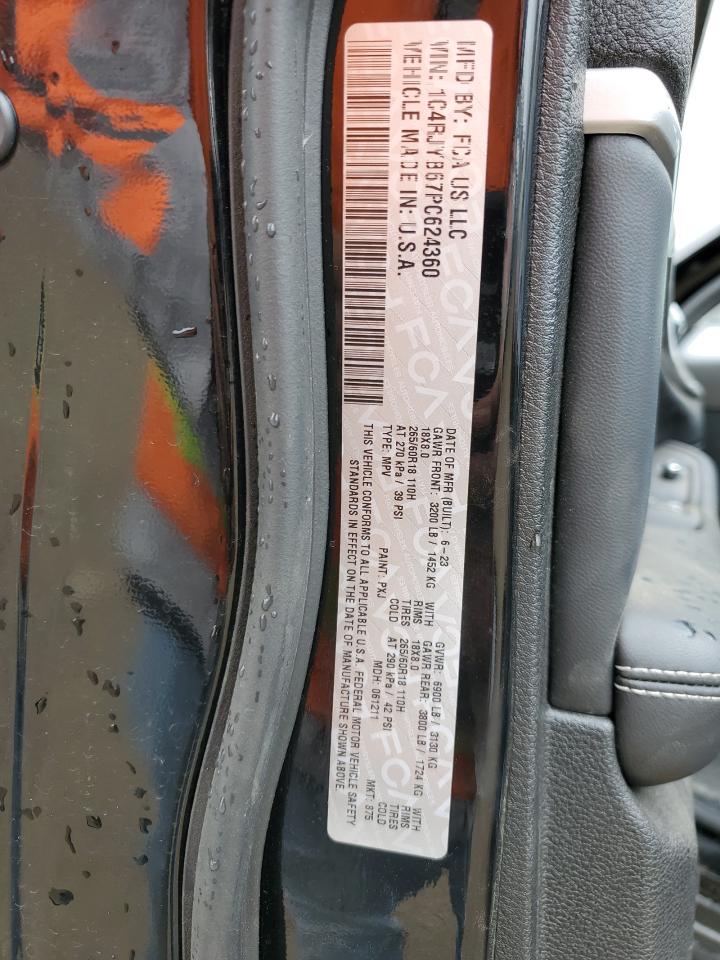 MFD BY: FCA US LLC
VIN: 1C4RJYB67PC624360
VEHICLE MADE IN: U.S.A.
DATE OF MFR (BUILT): 6-23 GVWR: 6900 LB / 3130 KG
GAWR FRONT: 3200 LB / 1452 KG WITH GAWR REAR: 3800 LB / 1724 KG WITH
18X8.0 RIMS 18X8.0 RIMS
265/60R18 110H TIRES 265/60R18 110H TIRES
AT 270 kPa / 39 PSI COLD AT 290 kPa / 42 PSI COLD
TYPE: MPV PAINT: PXJ MDH: 061211 MKT: 875
THIS VEHICLE CONFORMS TO ALL APPLICABLE U.S.A. FEDERAL MOTOR VEHICLE SAFETY
STANDARDS IN EFFECT ON THE DATE OF MANUFACTURE SHOWN ABOVE.